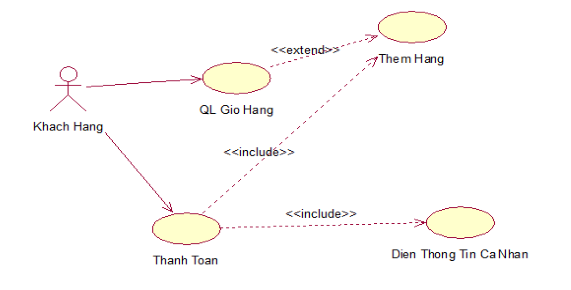 <<extend>>
Them Hang
QL Gio Hang
Khach Hang
<<include>>
<<include>>
Thanh Toan
Dien Thong Tin Ca Nhan